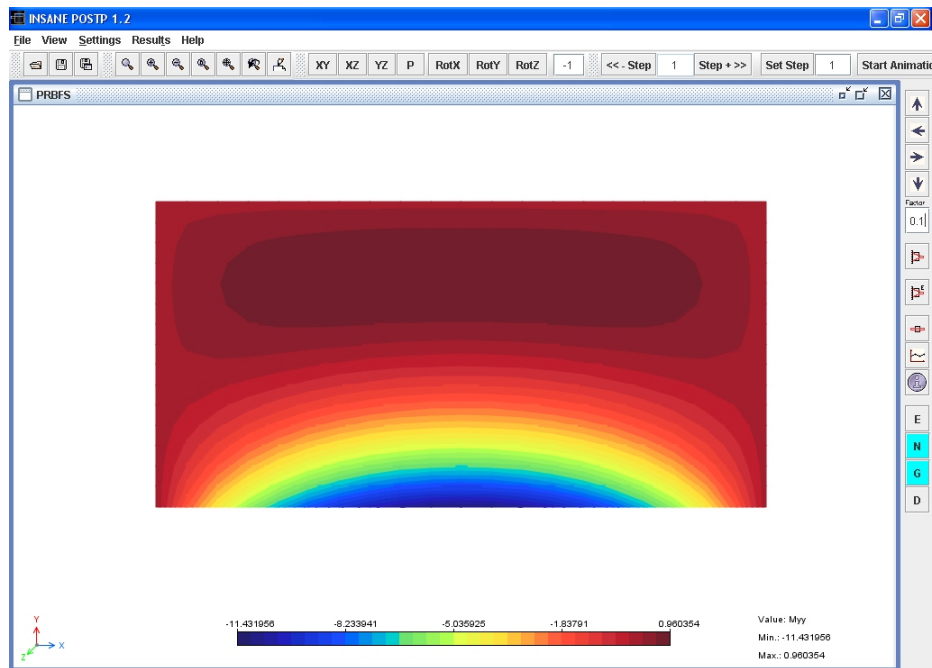 INSANE POSTP 1.2
File View Settings Results Help
XY XZ YZ P RotX RotY RotZ -1 << - Step 1 Step + >> Set Step 1 Start Animatic
PRBFS
Factor
0.1
E
E
N
G
D
Y
X
Z
-11.431956 -8.233941 -5.035925 -1.83791 0.960354
Value: Myy
Min.: -11.431956
Max.: 0.960354